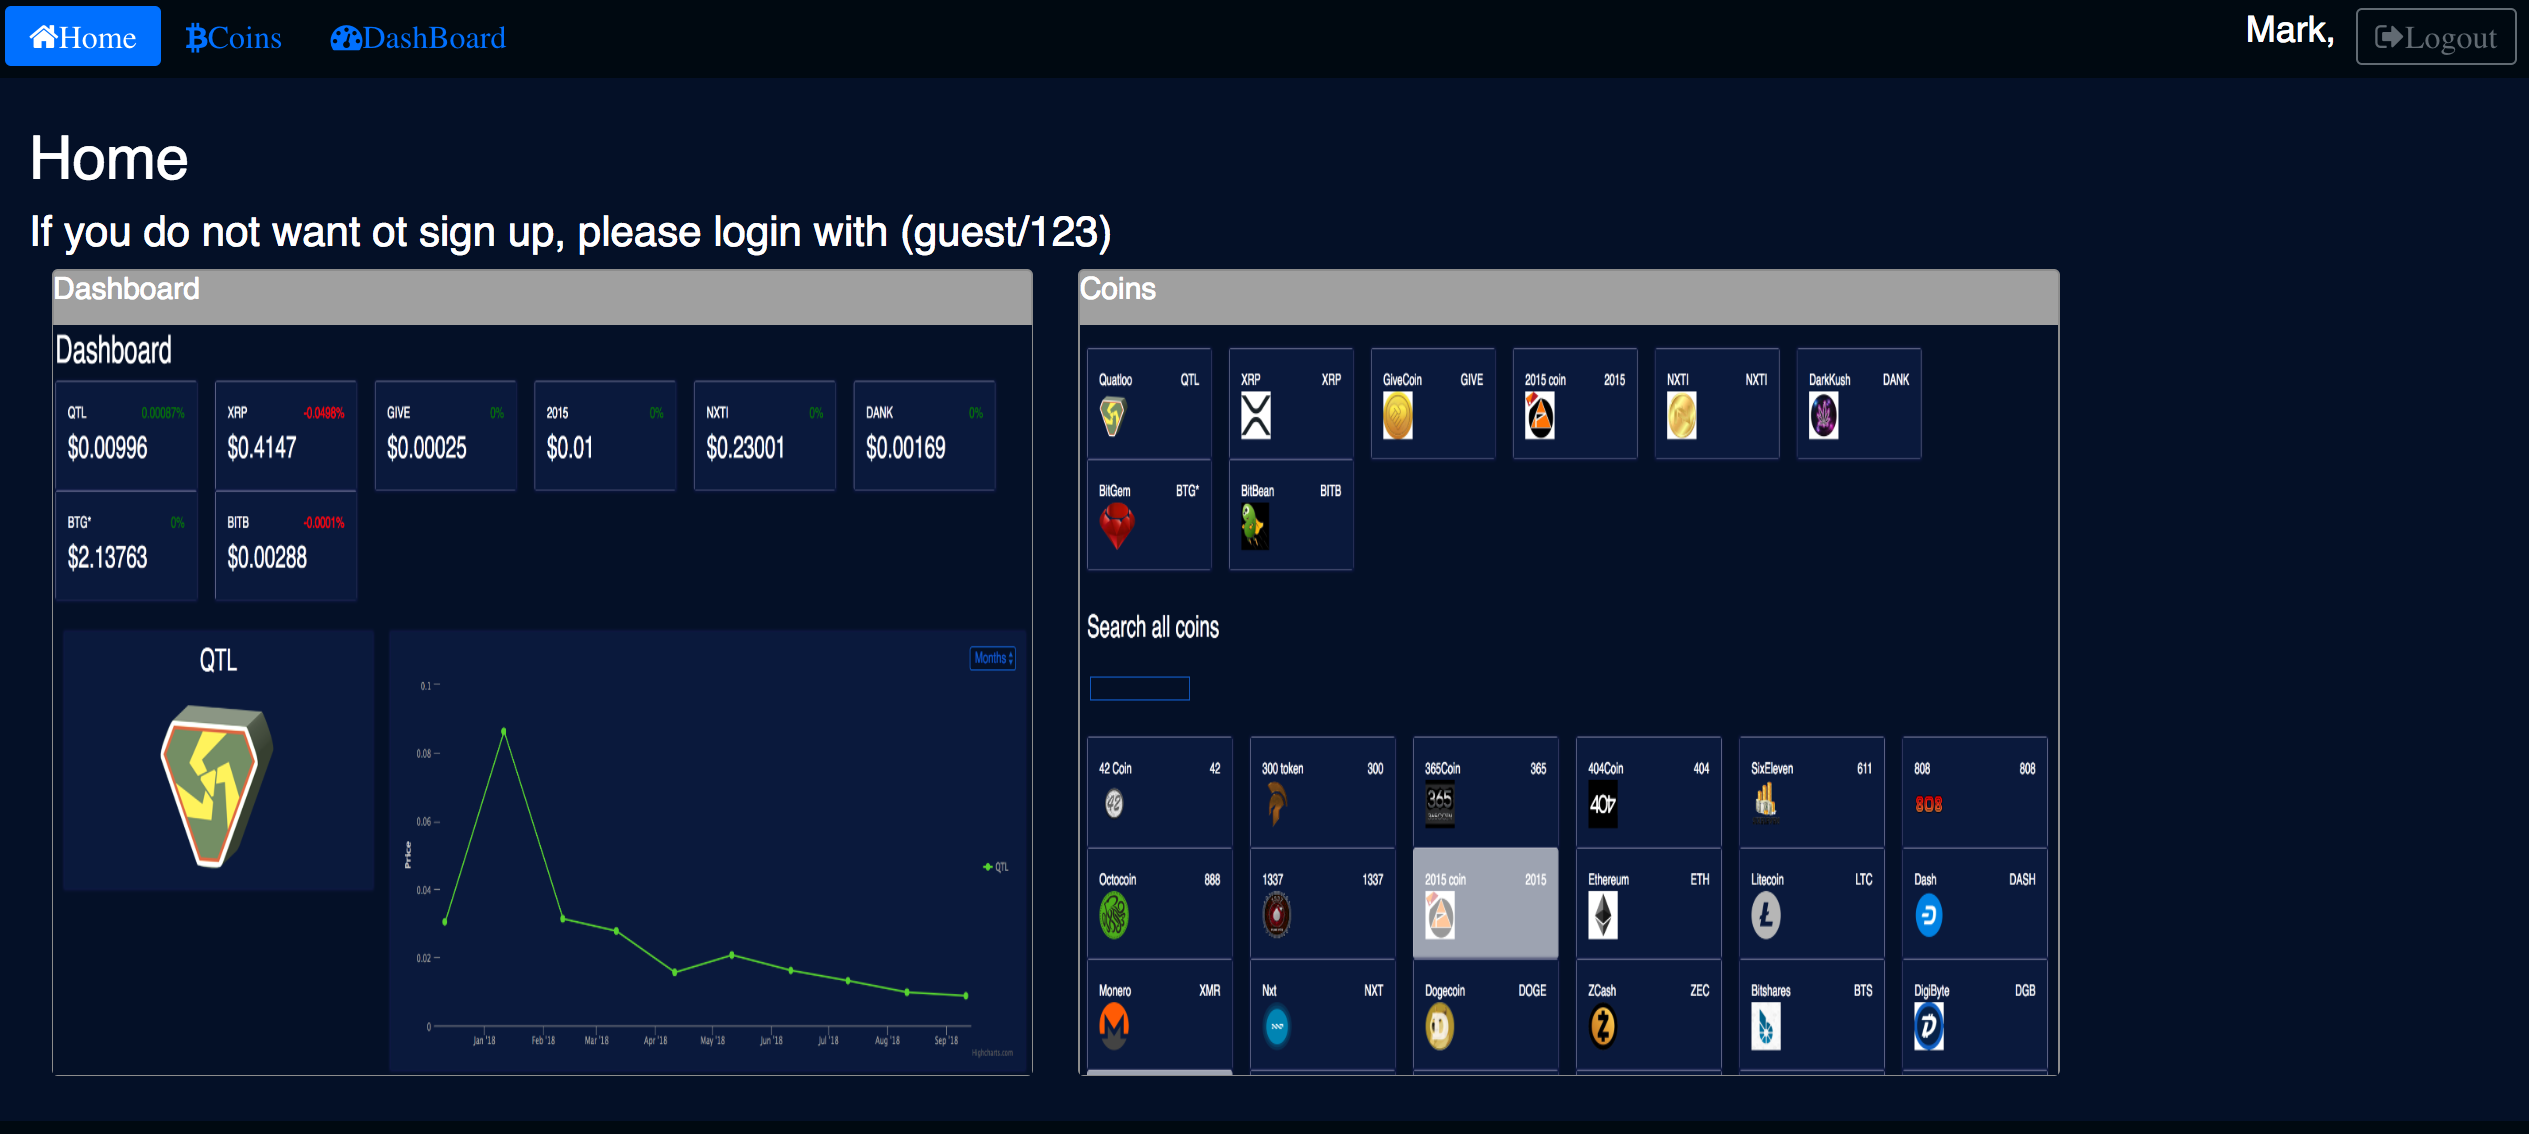 Home Coins DashBoard Mark, Logout
Home
If you do not want ot sign up, please login with (guest/123)
Dashboard
Dashboard
QTL 0.00087% XRP -0.0498% GIVE 0% 2015 0% NXTI 0% DANK 0%
$0.00996 $0.4147 $0.00025 $0.01 $0.23001 $0.00169
BTG* 0% BITB -0.0001%
$2.13763 $0.00288
QTL
Months
0.1
0.08
0.06
0.04
0.02
0
Price
QTL
Jan '18 Feb '18 Mar '18 Apr '18 May '18 Jun '18 Jul '18 Aug '18 Sep '18
Highcharts.com
Coins
Quatloo QTL XRP XRP GiveCoin GIVE 2015 coin 2015 NXTI NXTI DarkKush DANK
BitGem BTG* BitBean BITB
Search all coins
42 Coin 42 300 token 300 365Coin 365 404Coin 404 SixEleven 611 808 808
42 365 404 808
Octocoin 888 1337 1337 2015 coin 2015 Ethereum ETH Litecoin LTC Dash DASH
Monero XMR Nxt NXT Dogecoin DOGE ZCash ZEC Bitshares BTS DigiByte DGB